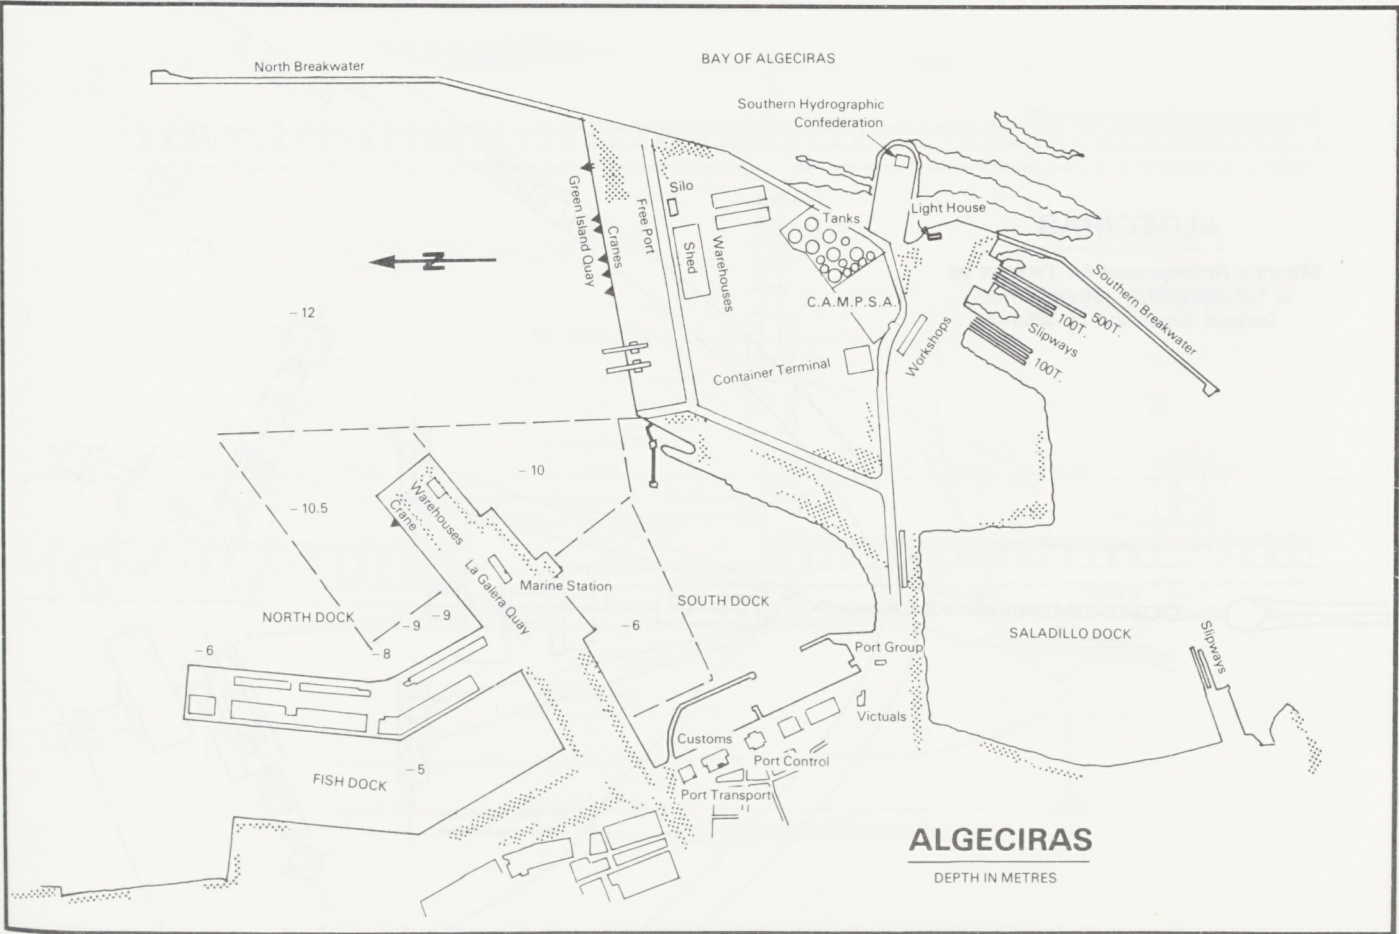 North Breakwater
BAY OF ALGECIRAS
Southern Hydrographic
Confederation
Silo
Green Island Quay
Cranes
Free Port
Shed
Warehouses
Tanks
Light House
N
C.A.M.P.S.A.
Southern Breakwater
500T.
100T.
Slipways
100T.
Workshops
Container Terminal
- 12
- 10
- 10.5
Warehouses
Crane
La Galera Quay
Marine Station
NORTH DOCK
- 9
- 9
- 8
- 6
- 6
SOUTH DOCK
SALADILLO DOCK
Slipways
Port Group
Victuals
Customs
Port Control
Port Transport
FISH DOCK
- 5
ALGECIRAS
DEPTH IN METRES